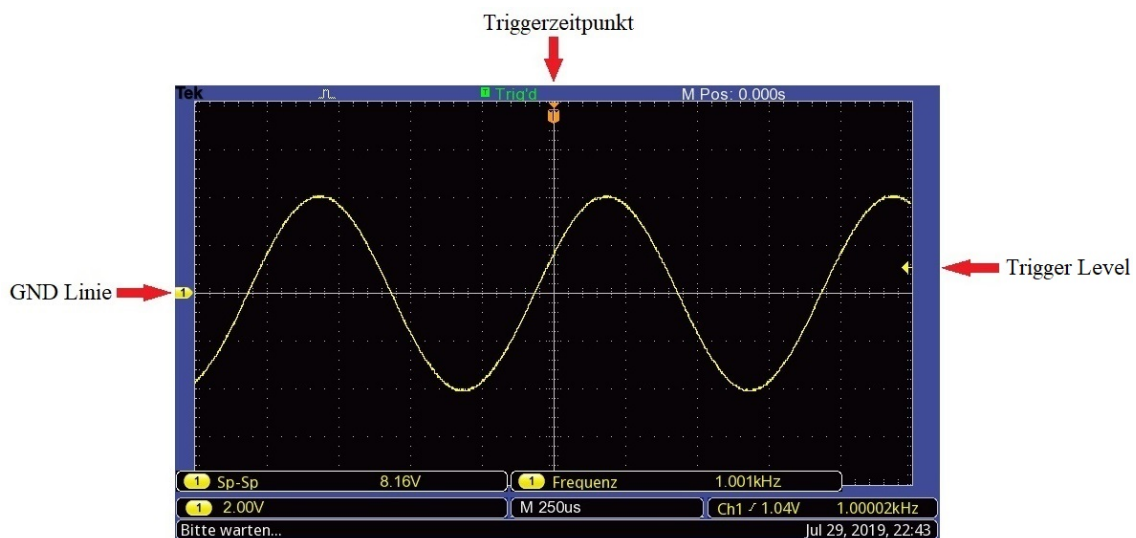 Triggerzeitpunkt
Tek Trig'd M Pos: 0.000s
T
GND Linie 1 Trigger Level
1 Sp-Sp 8.16V 1 Frequenz 1.001kHz
1 2.00V M 250us Ch1 1.04V 1.00002kHz
Bitte warten... Jul 29, 2019, 22:43